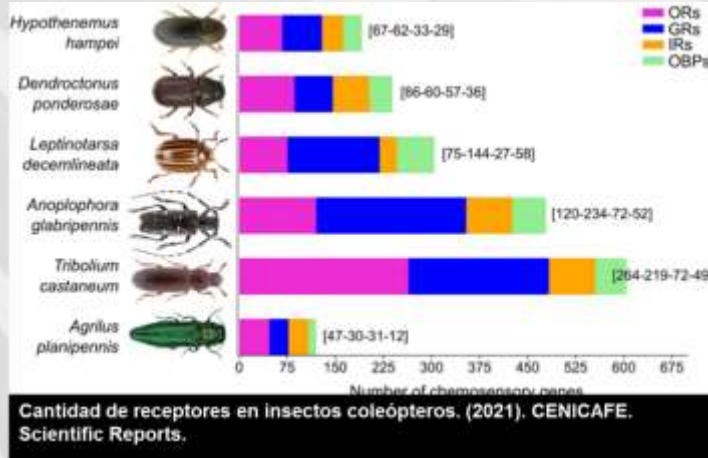 Hypothenemus
hampei
[67-62-33-29]
ORs
GRs
IRs
OBPs
Dendroctonus
ponderosae
[86-60-57-36]
Leptinotarsa
decemlineata
[75-144-27-58]
Anoplophora
glabripennis
[120-234-72-52]
Tribolium
castaneum
[264-219-72-49
Agrilus
planipennis
[47-30-31-12]
0 75 150 225 300 375 450 525 600 675
Number of chemosensory genes
Cantidad de receptores en insectos coleópteros. (2021). CENICAFE.
Scientific Reports.